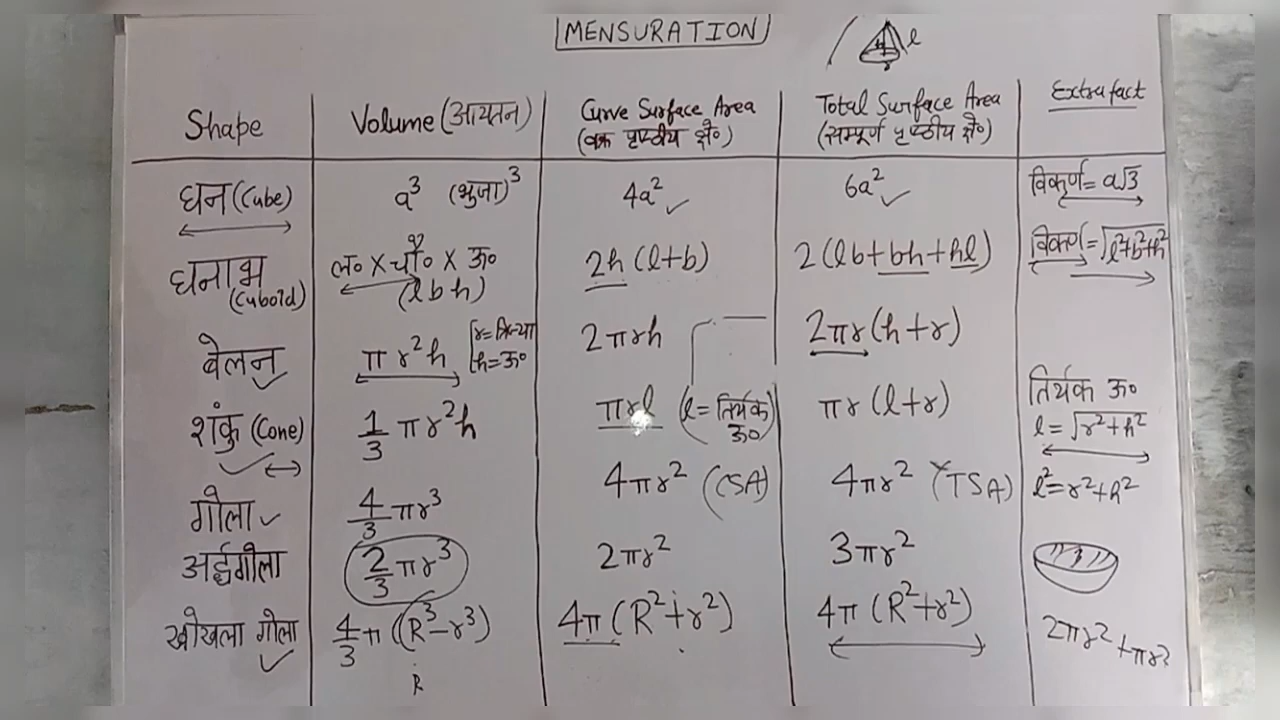 MENSURATION
l
Shape Volume (आयतन) Curve Surface Area Total Surface Area Extra fact
(वक्र पृष्ठीय क्षे०) (सम्पूर्ण पृष्ठीय क्षे०)
घन (Cube) a³ (भुजा)³ 4a² 6a² विकर्ण = a√3
घनाभ ल० × चौ० × ऊ० 2h (l+b) 2 (lb+bh+hl) विकर्ण = √l²+b²+h²
(Cuboid) (l b h)
बेलन πr²h r = त्रिज्या 2πrh 2πr (h+r)
h = ऊ०
शंकु (Cone) 1/3 πr²h πrl (l = तिर्यक ऊ०) πr (l+r) तिर्यक ऊ०
l = √r²+h²
गोला 4/3 πr³ 4πr² (CSA) 4πr² (TSA) l² = r²+h²
अर्द्धगोला 2/3 πr³ 2πr² 3πr²
खोखला गोला 4/3 π (R³-r³) 4π (R²+r²) 4π (R²+r²) 2πr² + πr²
R